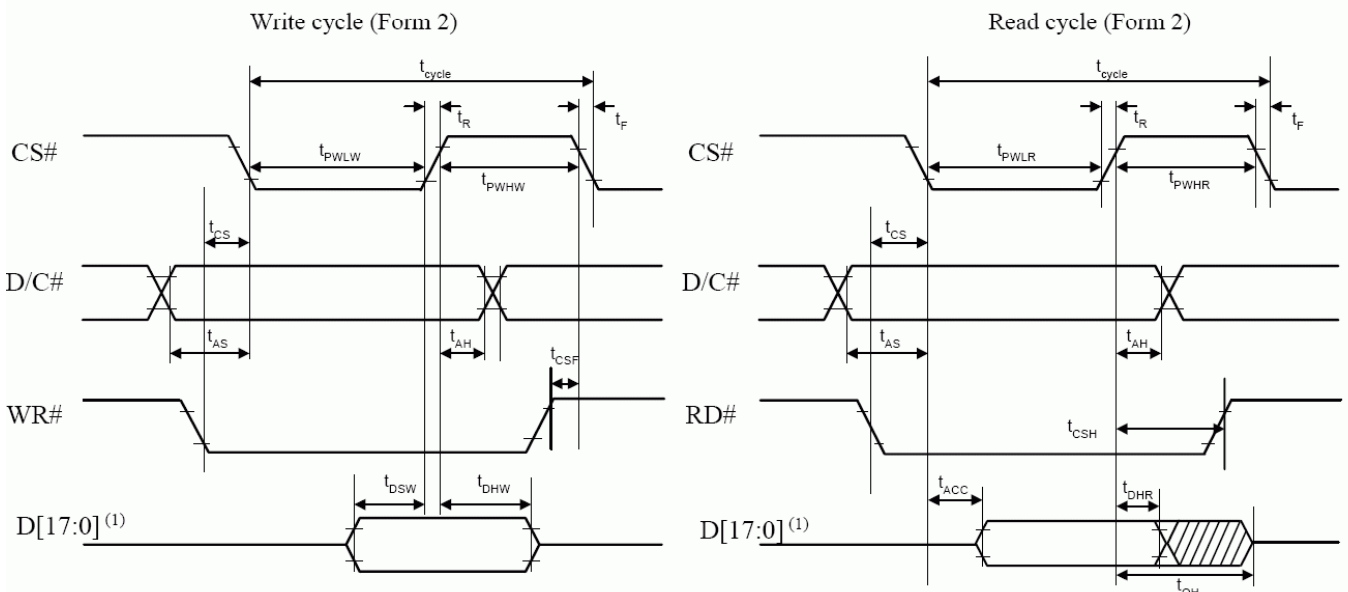 Write cycle (Form 2)
tcycle
tR
tF
CS#
tPWLW
tPWHW
tCS
D/C#
tAS
tAH
tCSF
WR#
tDSW
tDHW
D[17:0] (1)
Read cycle (Form 2)
tcycle
tR
tF
CS#
tPWLR
tPWHR
tCS
D/C#
tAS
tAH
RD#
tCSH
tACC
tDHR
D[17:0] (1)
tOH